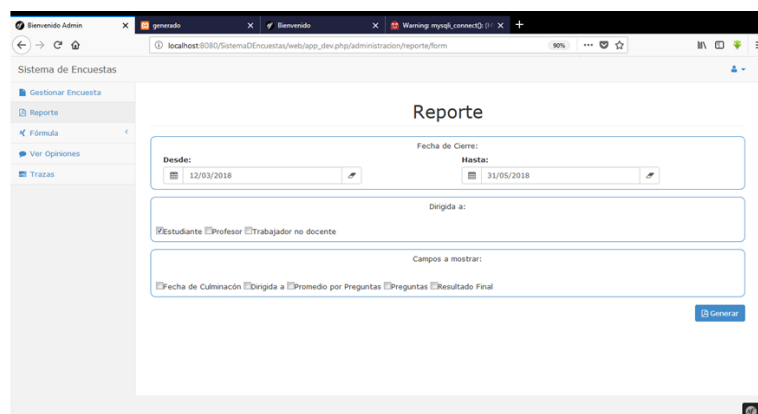 Bienvenido Admin
generado
Bienvenido
Warning: mysqli_connect(): (H
localhost:8080/SistemaDEncuestas/web/app_dev.php/administracion/reporte/form
90%
Sistema de Encuestas
Gestionar Encuesta
Reporte
Fórmula
Ver Opiniones
Trazas
Reporte
Fecha de Cierre:
Desde: Hasta:
12/03/2018 31/05/2018
Dirigida a:
Estudiante Profesor Trabajador no docente
Campos a mostrar:
Fecha de Culminacón Dirigida a Promedio por Preguntas Preguntas Resultado Final
Generar